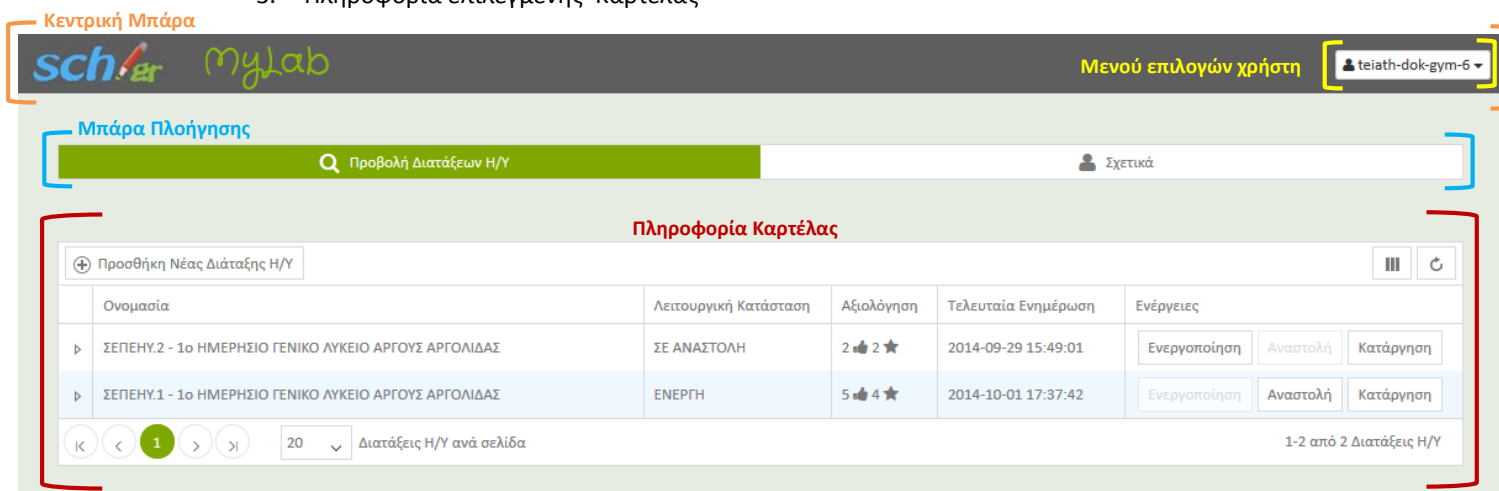 Πληροφορία επιλεγμένης καρτέλας
Κεντρική Μπάρα
sch.gr MyLab Μενού επιλογών χρήστη teiath-dok-gym-6
Μπάρα Πλοήγησης
Προβολή Διατάξεων Η/Υ Σχετικά
Πληροφορία Καρτέλας
Προσθήκη Νέας Διάταξης Η/Υ
Ονομασία Λειτουργική Κατάσταση Αξιολόγηση Τελευταία Ενημέρωση Ενέργειες
ΣΕΠΕΗΥ.2 - 1ο ΗΜΕΡΗΣΙΟ ΓΕΝΙΚΟ ΛΥΚΕΙΟ ΑΡΓΟΥΣ ΑΡΓΟΛΙΔΑΣ ΣΕ ΑΝΑΣΤΟΛΗ 2 2 2014-09-29 15:49:01 Ενεργοποίηση Αναστολή Κατάργηση
ΣΕΠΕΗΥ.1 - 1ο ΗΜΕΡΗΣΙΟ ΓΕΝΙΚΟ ΛΥΚΕΙΟ ΑΡΓΟΥΣ ΑΡΓΟΛΙΔΑΣ ΕΝΕΡΓΗ 5 4 2014-10-01 17:37:42 Ενεργοποίηση Αναστολή Κατάργηση
1 20 Διατάξεις Η/Υ ανά σελίδα 1-2 από 2 Διατάξεις Η/Υ